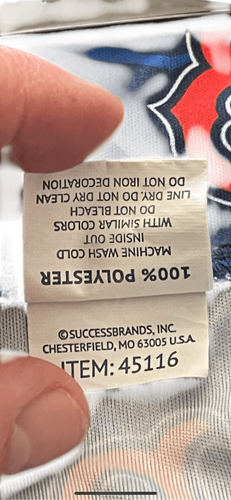 100% POLYESTER
MACHINE WASH COLD
INSIDE OUT
WITH SIMILAR COLORS
DO NOT BLEACH
LINE DRY. DO NOT DRY CLEAN
DO NOT IRON DECORATION
©SUCCESSBRANDS, INC.
CHESTERFIELD, MO 63005 U.S.A.
ITEM: 45116